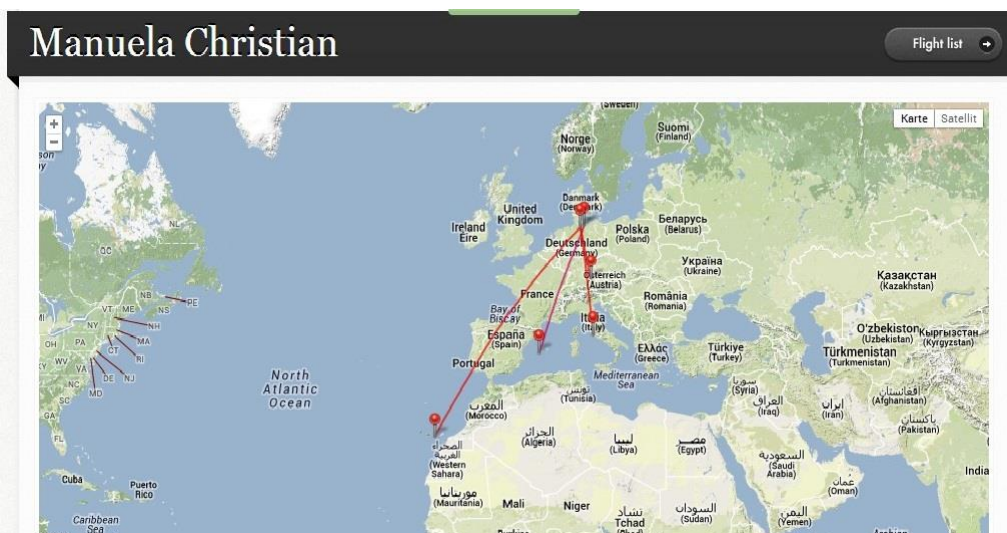 Manuela Christian
Flight list
+
−
Karte
Satellit
Norge
(Norway)
Suomi
(Finland)
Danmark
United
Kingdom
Ireland
Éire
Polska
(Poland)
Беларусь
(Belarus)
Deutschland
(Germany)
Україна
(Ukraine)
Қазақстан
(Kazakhstan)
Österreich
(Austria)
France
România
(Romania)
Bay of
Biscay
Italia
(Italy)
España
(Spain)
Portugal
Ελλάς
(Greece)
Türkiye
(Turkey)
O'zbekiston
(Uzbekistan)
Кыргызстан
(Kyrgyzstan)
Türkmenistan
(Turkmenistan)
Mediterranean
Sea
North
Atlantic
Ocean
تونس
(Tunisia)
سوريا
(Syria)
العراق
(Iraq)
ایران
(Iran)
افغانستان
(Afghanistan)
پاکستان
(Pakistan)
المغرب
(Morocco)
الجزائر
(Algeria)
ليبيا
(Libya)
مصر
(Egypt)
الصحراء
الغربية
(Western
Sahara)
السعودية
(Saudi
Arabia)
عمان
(Oman)
India
موريتانيا
(Mauritania)
Mali
Niger
تشاد
Tchad
السودان
(Sudan)
اليمن
(Yemen)
NL
QC
NB
PE
VT
ME
NS
NY
NH
MA
OH
PA
CT
RI
WV
VA
DE
NJ
NC
MD
SC
GA
FL
Cuba
Puerto
Rico
Caribbean
Sea